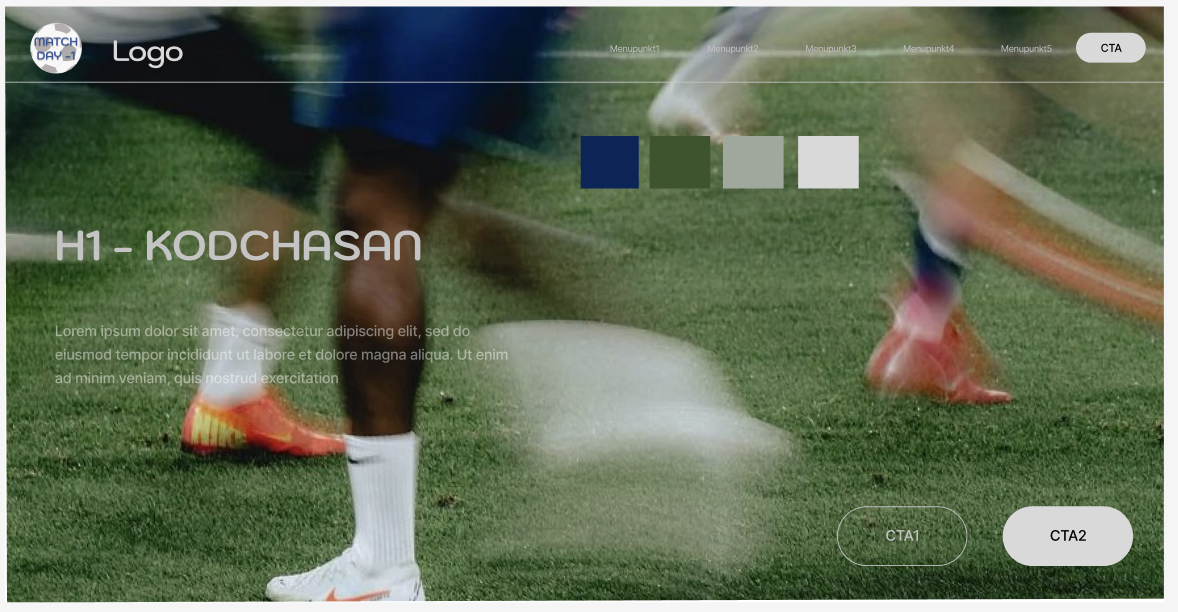 MATCH
DAY -1
Logo
Menupunkt1
Menupunkt2
Menupunkt3
Menupunkt4
Menupunkt5
CTA
H1 - KODCHASAN
Lorem ipsum dolor sit amet, consectetur adipiscing elit, sed do
eiusmod tempor incididunt ut labore et dolore magna aliqua. Ut enim
ad minim veniam, quis nostrud exercitation
CTA1
CTA2